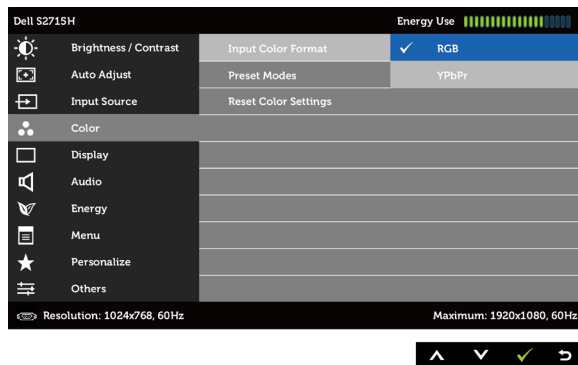 Dell S2715H Energy Use
Brightness / Contrast Input Color Format RGB
Auto Adjust Preset Modes YPbPr
Input Source Reset Color Settings
Color
Display
Audio
Energy
Menu
Personalize
Others
Resolution: 1024x768, 60Hz Maximum: 1920x1080, 60Hz